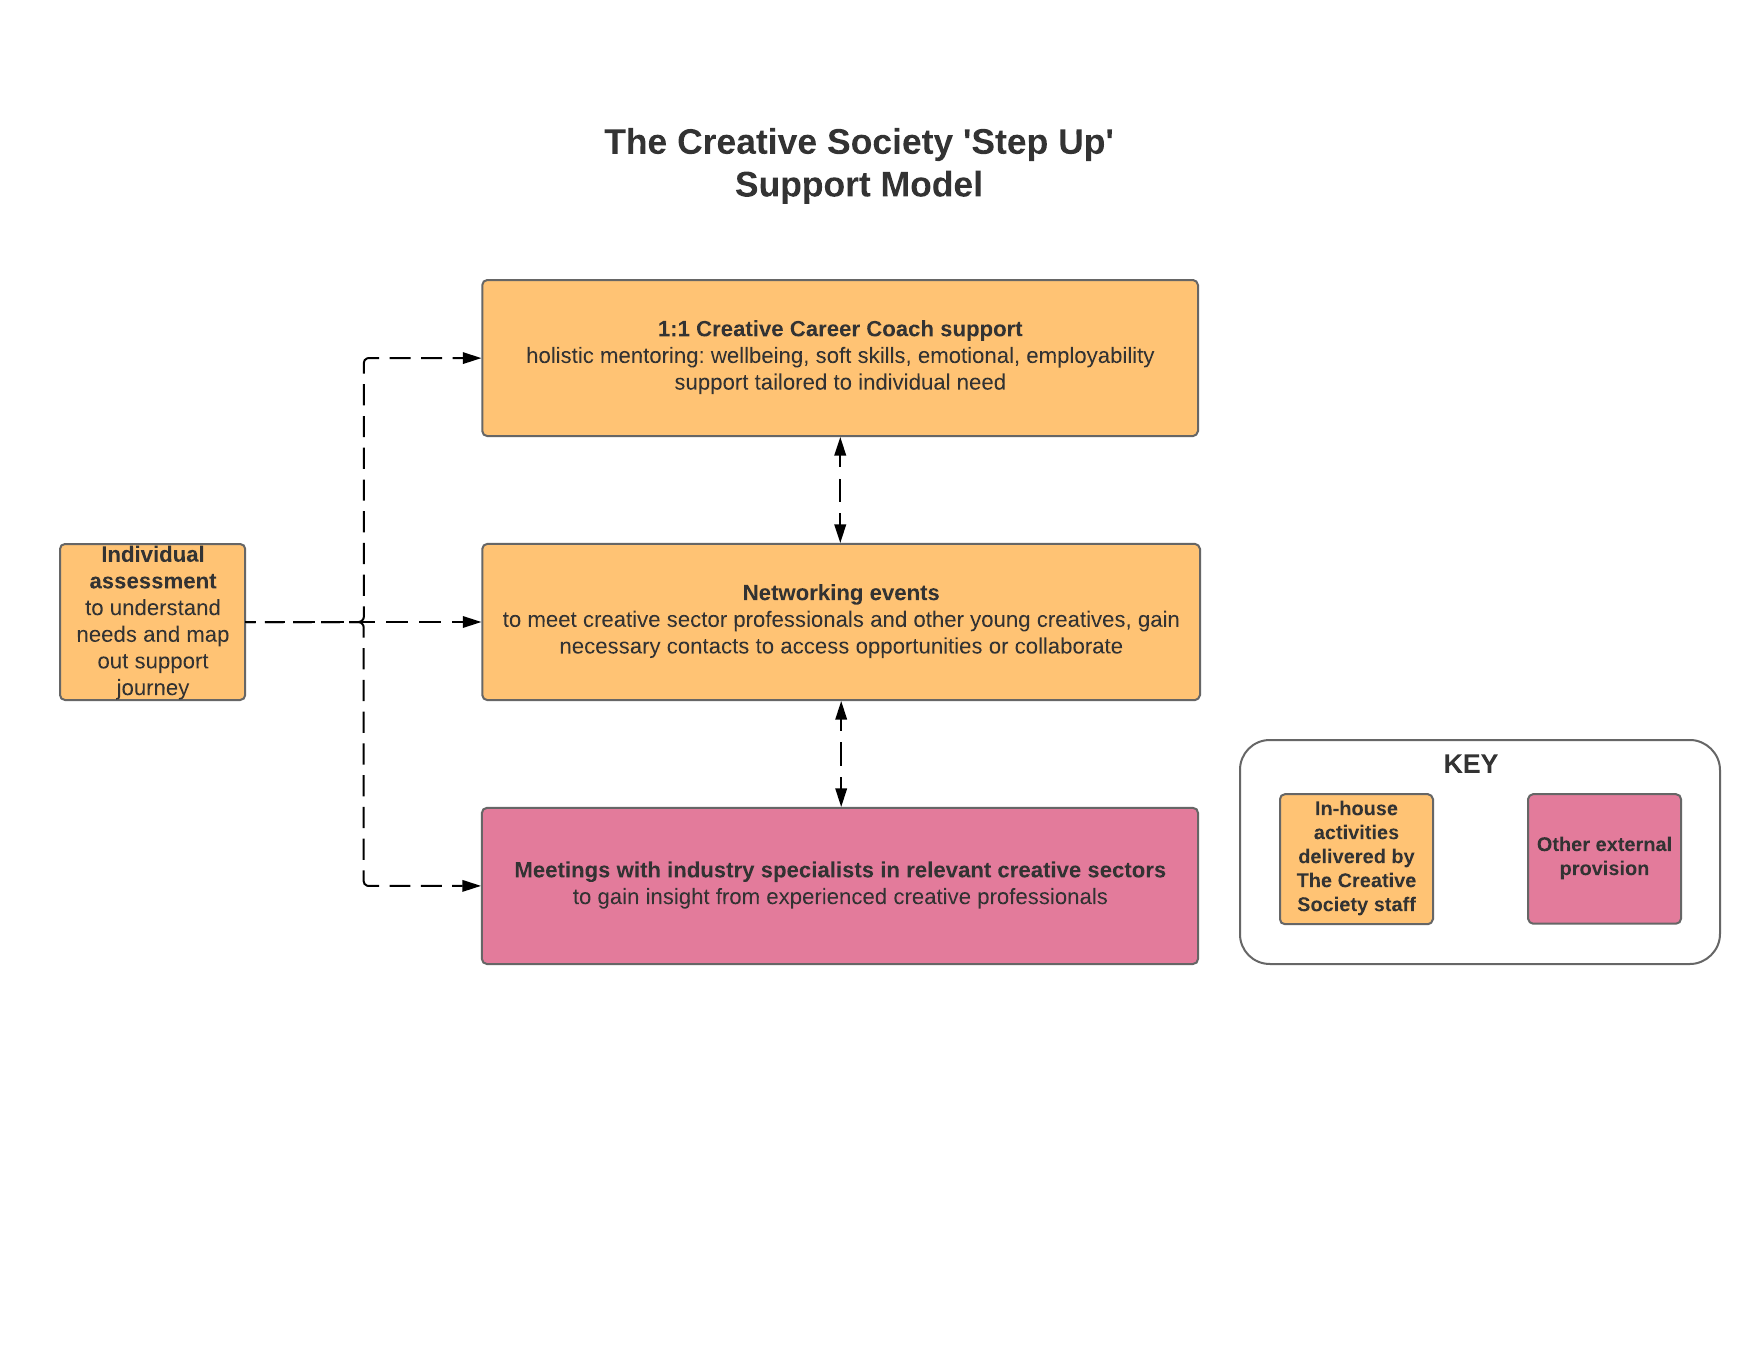 The Creative Society 'Step Up'
Support Model
1:1 Creative Career Coach support
holistic mentoring: wellbeing, soft skills, emotional, employability
support tailored to individual need
Individual
assessment
to understand
needs and map
out support
journey
Networking events
to meet creative sector professionals and other young creatives, gain
necessary contacts to access opportunities or collaborate
Meetings with industry specialists in relevant creative sectors
to gain insight from experienced creative professionals
KEY
In-house
activities
delivered by
The Creative
Society staff
Other external
provision